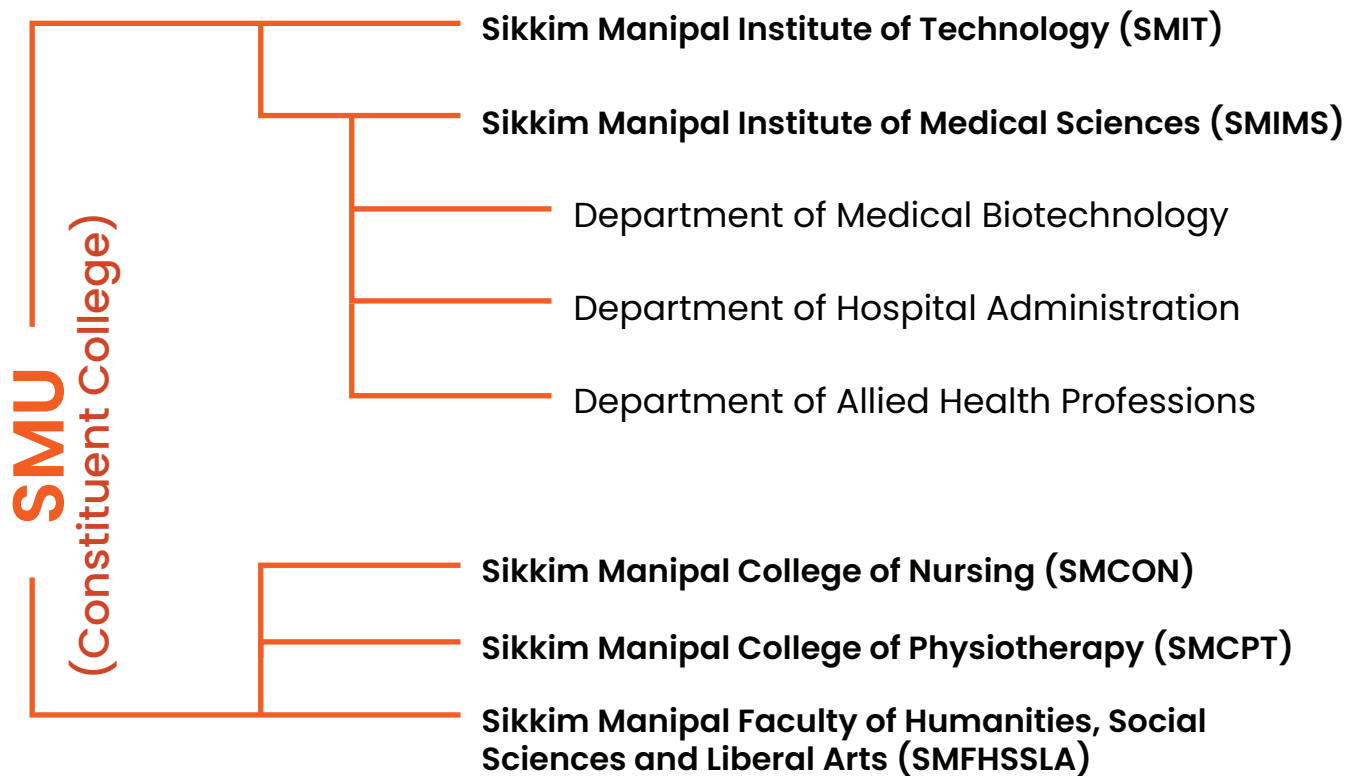 SMU
(Constituent College)
Sikkim Manipal Institute of Technology (SMIT)
Sikkim Manipal Institute of Medical Sciences (SMIMS)
Department of Medical Biotechnology
Department of Hospital Administration
Department of Allied Health Professions
Sikkim Manipal College of Nursing (SMCON)
Sikkim Manipal College of Physiotherapy (SMCPT)
Sikkim Manipal Faculty of Humanities, Social
Sciences and Liberal Arts (SMFHSSLA)